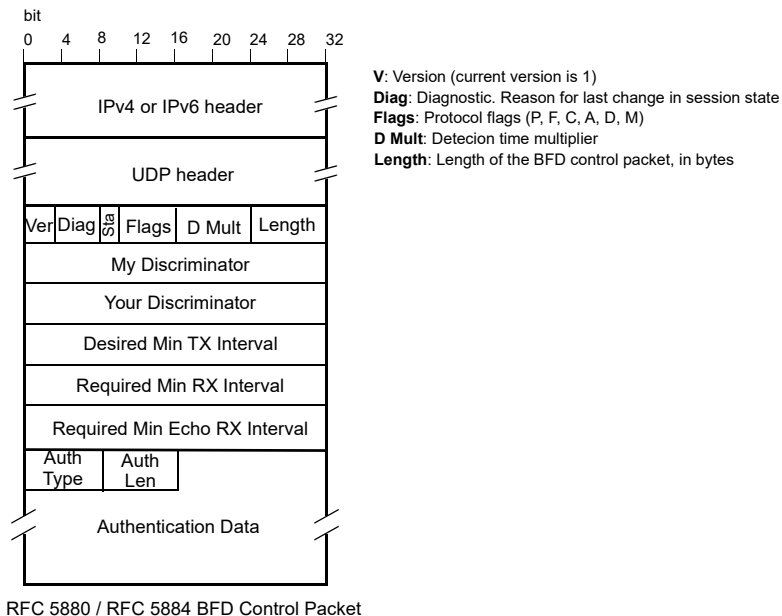 bit
0 4 8 12 16 20 24 28 32
IPv4 or IPv6 header
UDP header
Ver Diag Sta Flags D Mult Length
My Discriminator
Your Discriminator
Desired Min TX Interval
Required Min RX Interval
Required Min Echo RX Interval
Auth Type
Auth Len
Authentication Data
RFC 5880 / RFC 5884 BFD Control Packet
V: Version (current version is 1)
Diag: Diagnostic. Reason for last change in session state
Flags: Protocol flags (P, F, C, A, D, M)
D Mult: Detecion time multiplier
Length: Length of the BFD control packet, in bytes